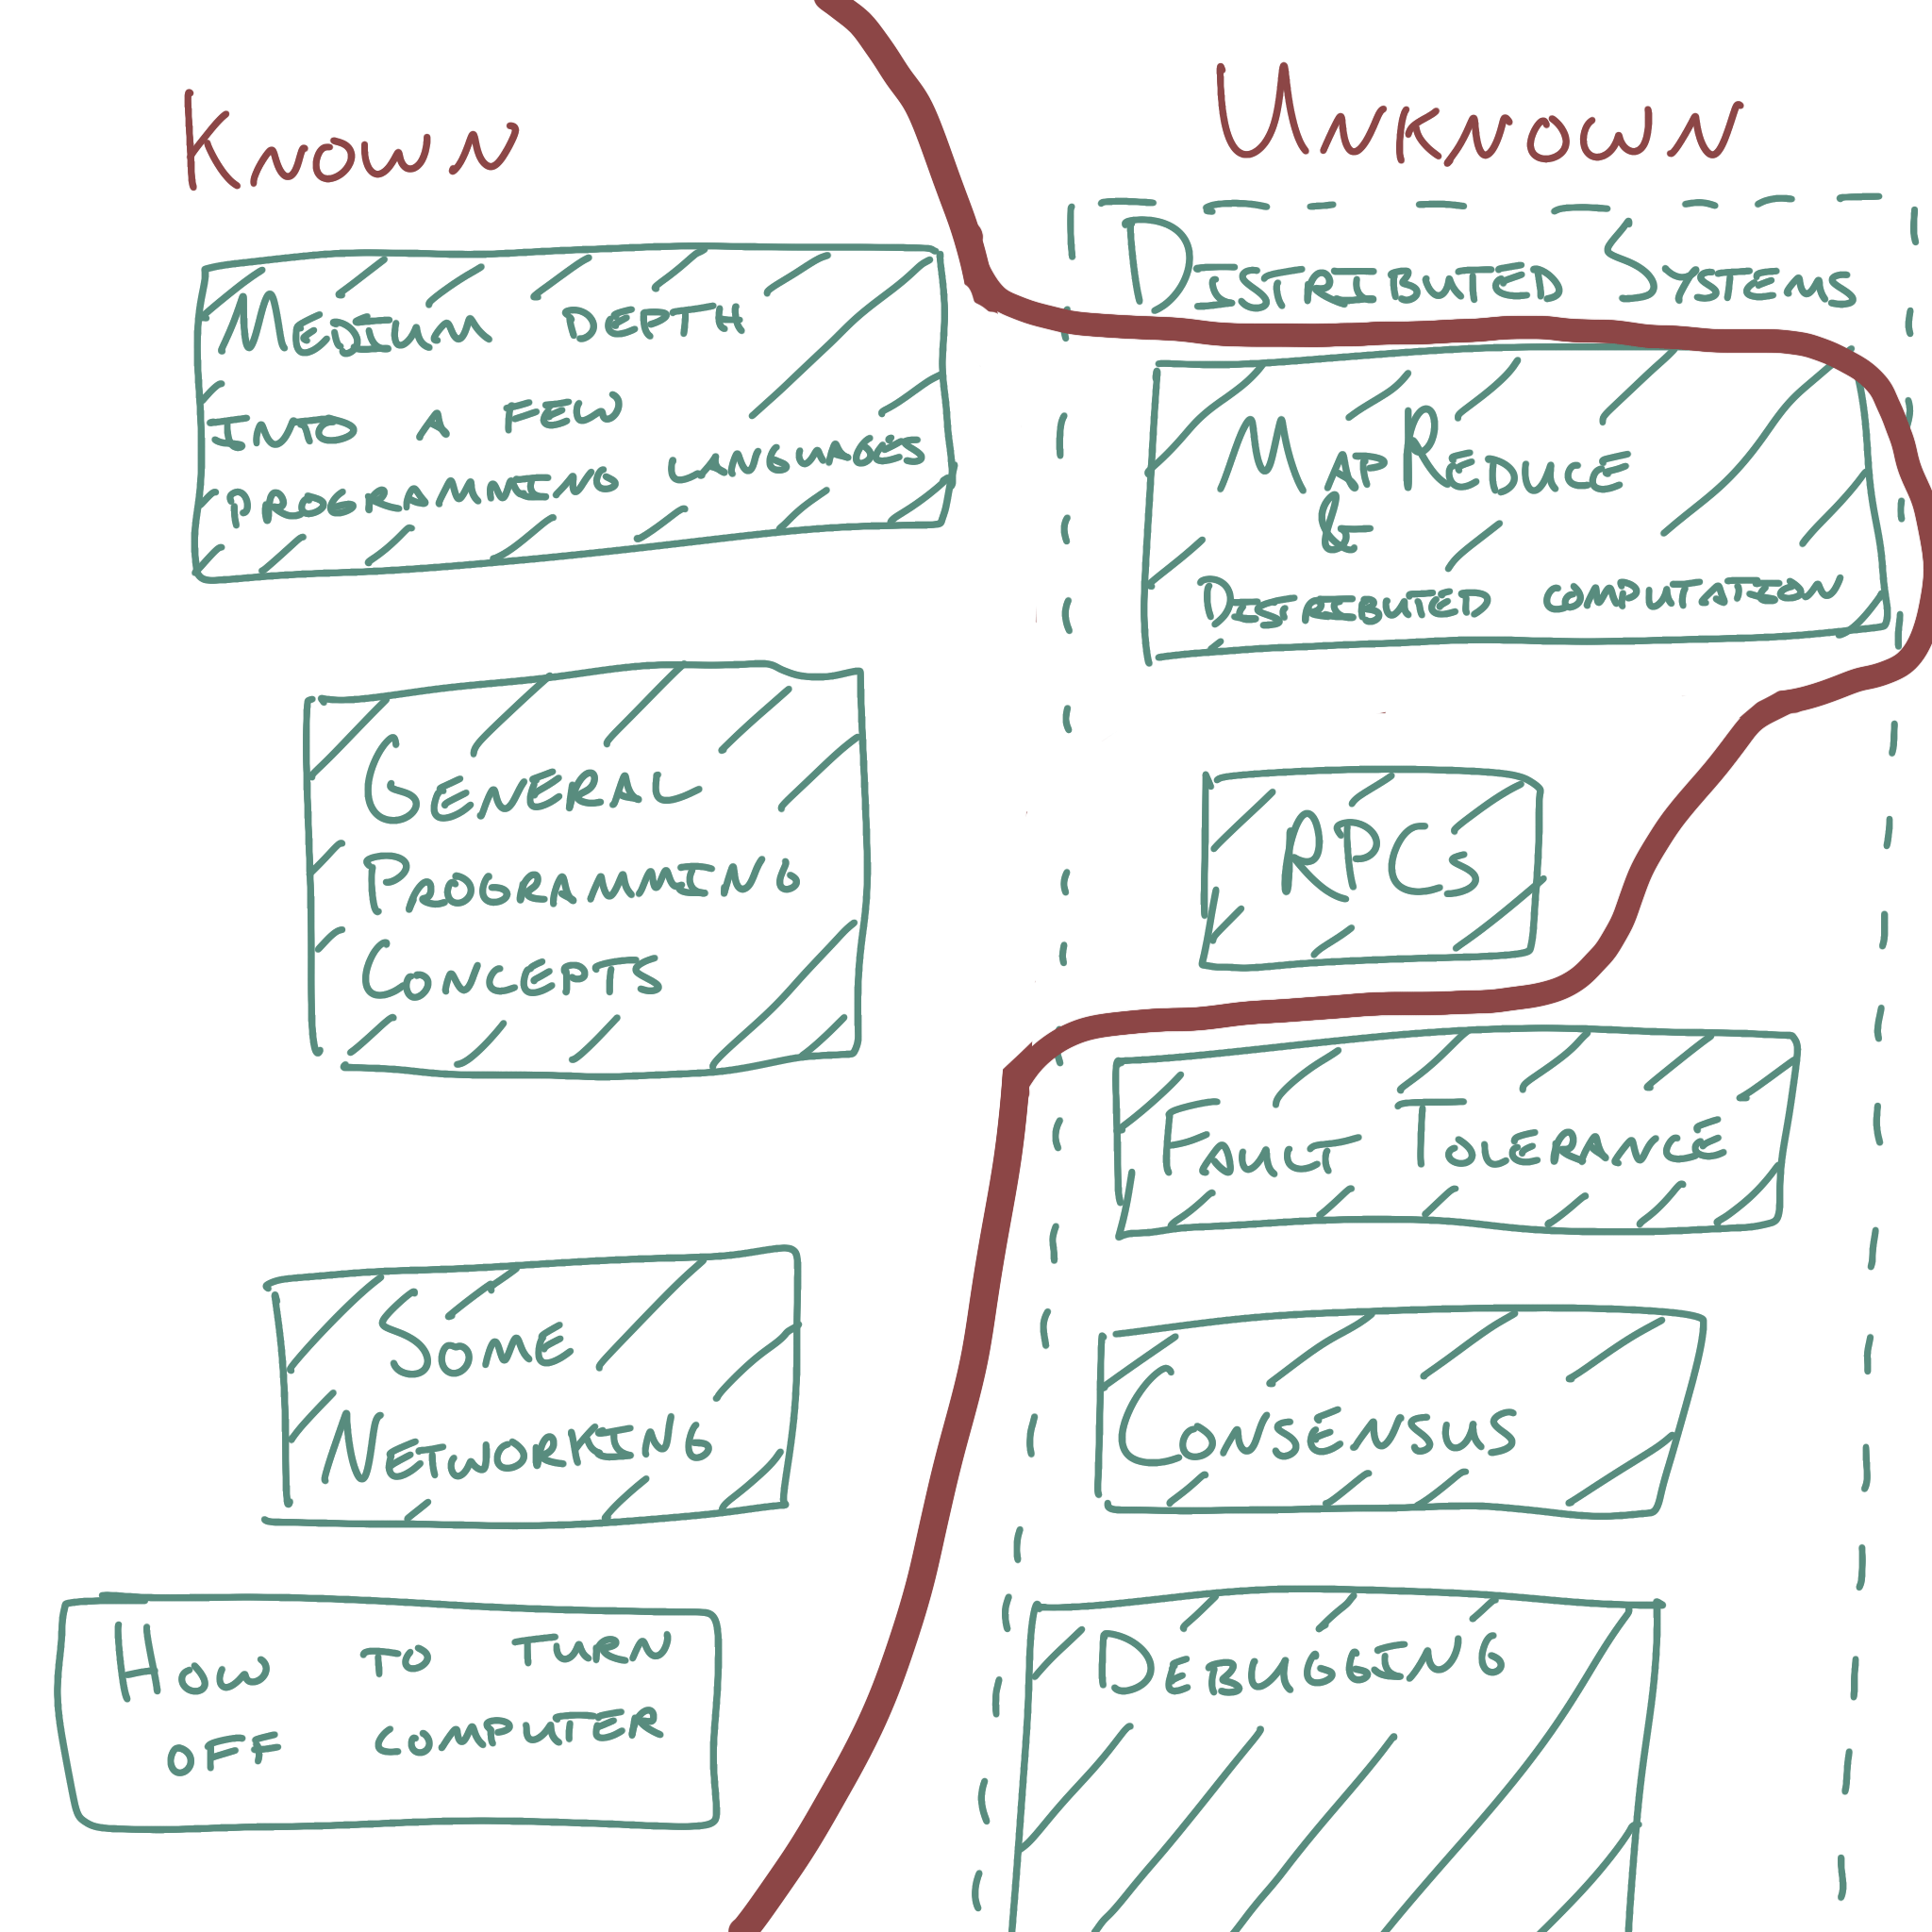 Known
Unknown
Distributed Systems
Medium depth
into a few
programming languages
MapReduce
&
Distributed computation
General
Programming
Concepts
RPCs
Fault Tolerance
Some
Networking
Consensus
How to turn
off computer
Debugging